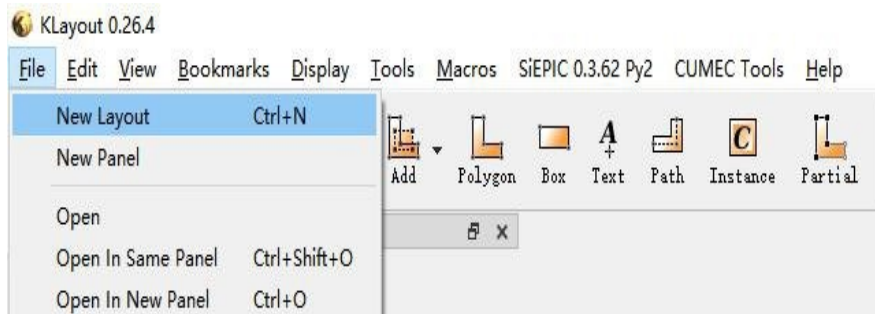 KLayout 0.26.4
File Edit View Bookmarks Display Tools Macros SiEPIC 0.3.62 Py2 CUMEC Tools Help
New Layout Ctrl+N
New Panel
Add Polygon Box Text Path Instance Partial
Open
Open In Same Panel Ctrl+Shift+O
Open In New Panel Ctrl+O